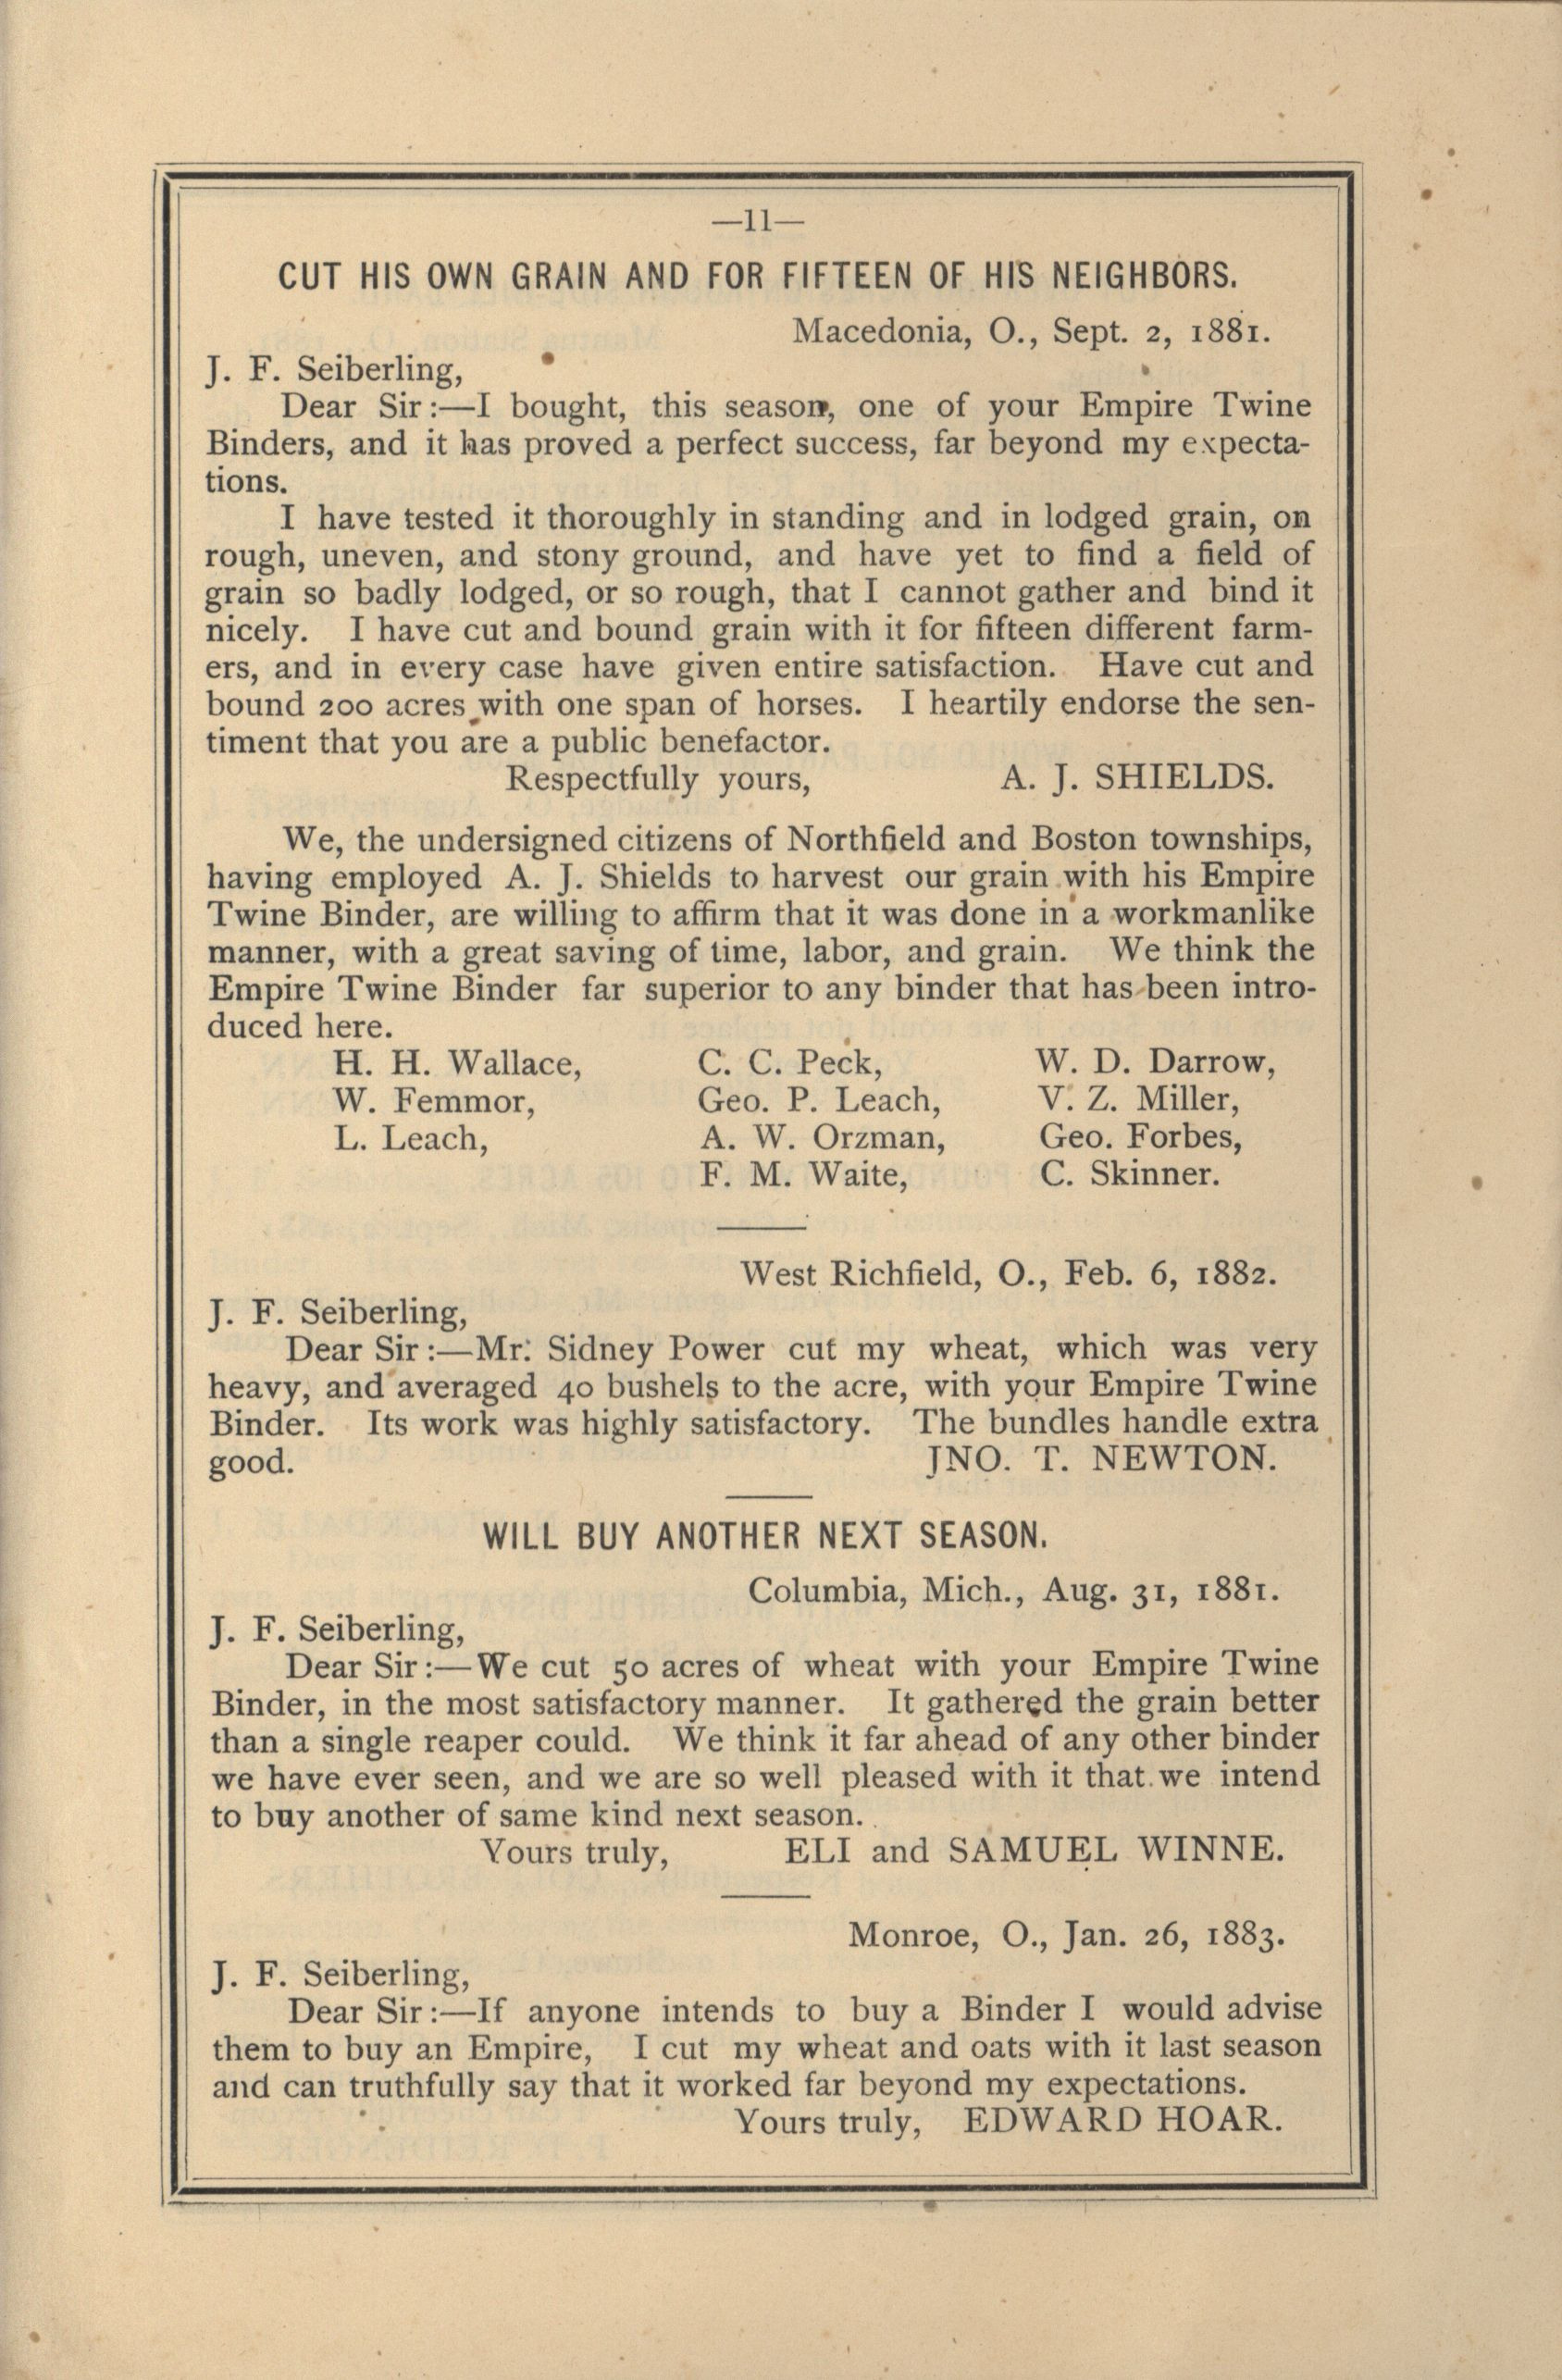 —11—
CUT HIS OWN GRAIN AND FOR FIFTEEN OF HIS NEIGHBORS.
Macedonia, O., Sept. 2, 1881.
J. F. Seiberling,
Dear Sir:—I bought, this season, one of your Empire Twine
Binders, and it has proved a perfect success, far beyond my expecta-
tions.
I have tested it thoroughly in standing and in lodged grain, on
rough, uneven, and stony ground, and have yet to find a field of
grain so badly lodged, or so rough, that I cannot gather and bind it
nicely. I have cut and bound grain with it for fifteen different farm-
ers, and in every case have given entire satisfaction. Have cut and
bound 200 acres with one span of horses. I heartily endorse the sen-
timent that you are a public benefactor.
Respectfully yours, A. J. SHIELDS.
We, the undersigned citizens of Northfield and Boston townships,
having employed A. J. Shields to harvest our grain with his Empire
Twine Binder, are willing to affirm that it was done in a workmanlike
manner, with a great saving of time, labor, and grain. We think the
Empire Twine Binder far superior to any binder that has been intro-
duced here.
H. H. Wallace, C. C. Peck, W. D. Darrow,
W. Femmor, Geo. P. Leach, V. Z. Miller,
L. Leach, A. W. Orzman, Geo. Forbes,
F. M. Waite, C. Skinner.
West Richfield, O., Feb. 6, 1882.
J. F. Seiberling,
Dear Sir:—Mr. Sidney Power cut my wheat, which was very
heavy, and averaged 40 bushels to the acre, with your Empire Twine
Binder. Its work was highly satisfactory. The bundles handle extra
good. JNO. T. NEWTON.
WILL BUY ANOTHER NEXT SEASON.
Columbia, Mich., Aug. 31, 1881.
J. F. Seiberling,
Dear Sir:—We cut 50 acres of wheat with your Empire Twine
Binder, in the most satisfactory manner. It gathered the grain better
than a single reaper could. We think it far ahead of any other binder
we have ever seen, and we are so well pleased with it that we intend
to buy another of same kind next season.
Yours truly, ELI and SAMUEL WINNE.
Monroe, O., Jan. 26, 1883.
J. F. Seiberling,
Dear Sir:—If anyone intends to buy a Binder I would advise
them to buy an Empire, I cut my wheat and oats with it last season
and can truthfully say that it worked far beyond my expectations.
Yours truly, EDWARD HOAR.